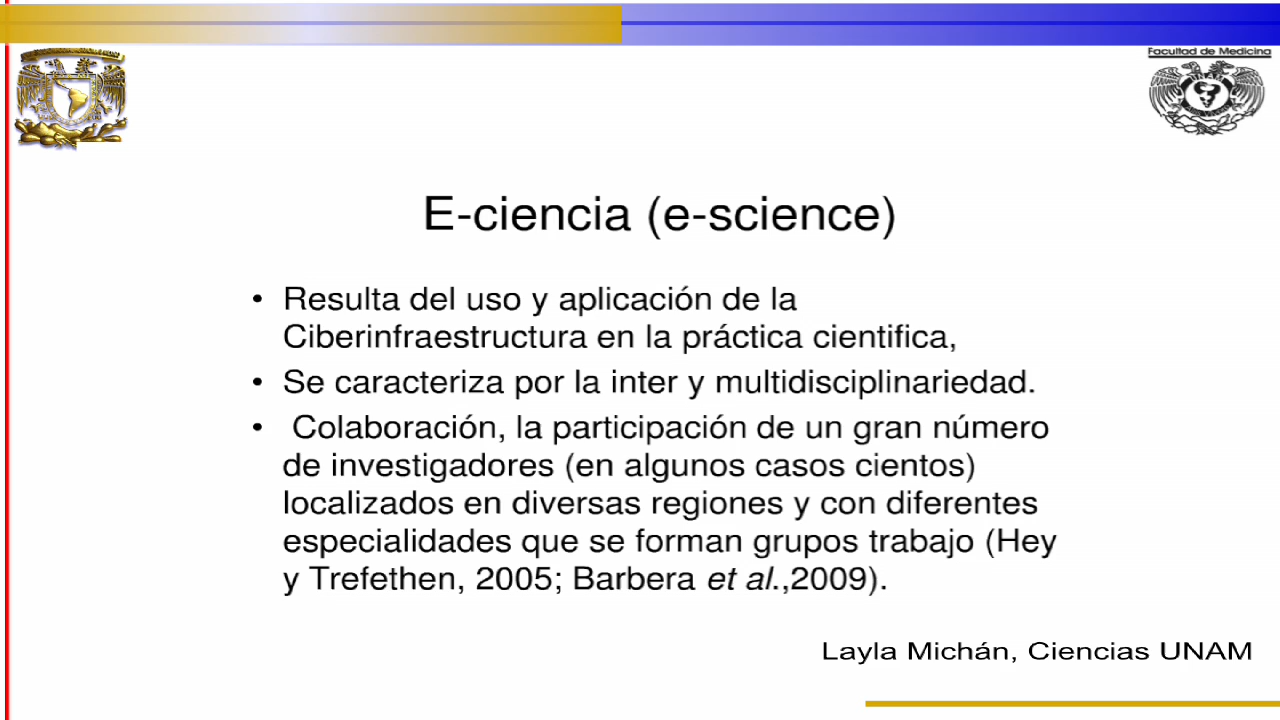 Facultad de Medicina
UNAM
E-ciencia (e-science)
• Resulta del uso y aplicación de la
Ciberinfraestructura en la práctica cientifica,
• Se caracteriza por la inter y multidisciplinariedad.
• Colaboración, la participación de un gran número
de investigadores (en algunos casos cientos)
localizados en diversas regiones y con diferentes
especialidades que se forman grupos trabajo (Hey
y Trefethen, 2005; Barbera et al.,2009).
Layla Michán, Ciencias UNAM